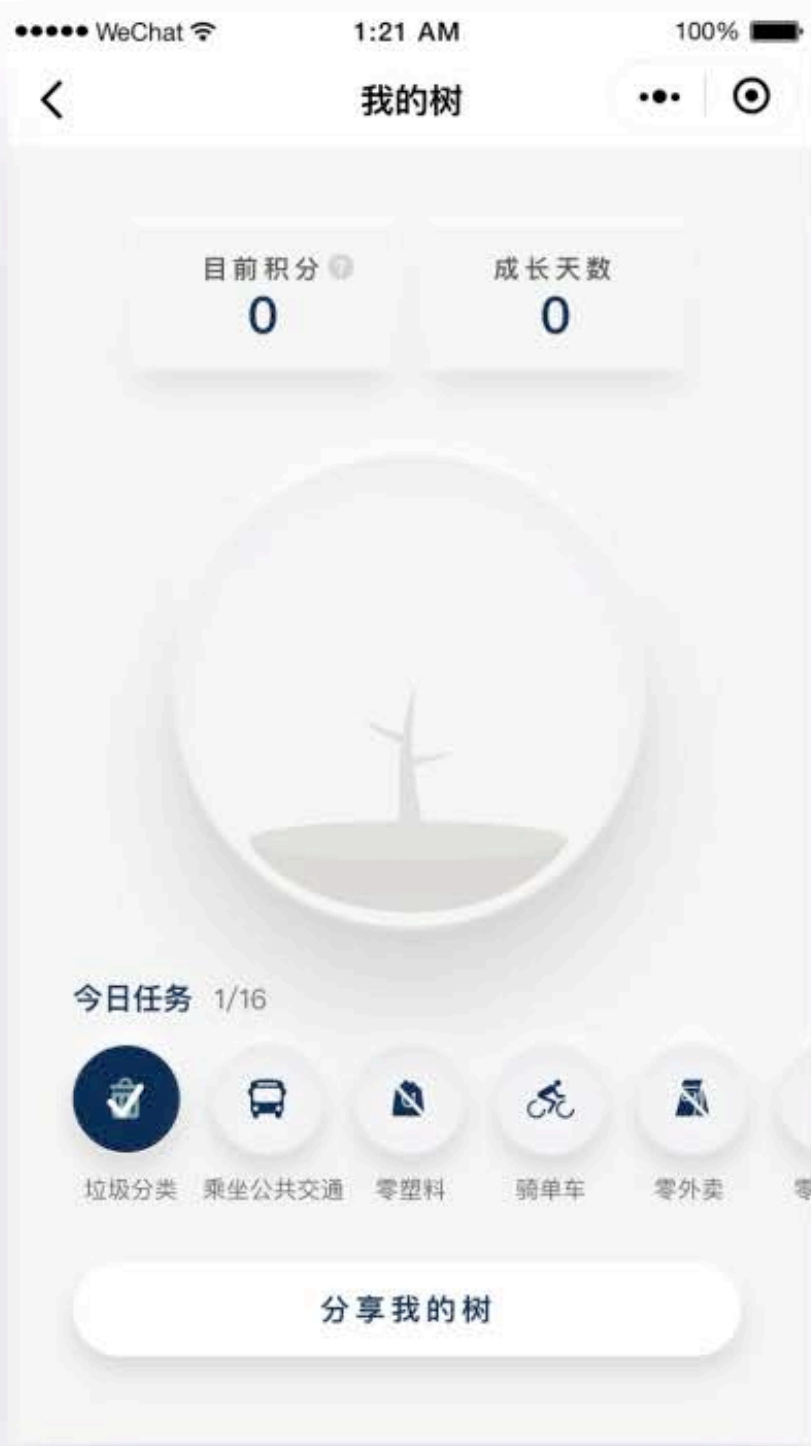 ●●●●● WeChat 1:21 AM 100%
我的树
目前积分 ? 成长天数
0 0
今日任务 1/16
垃圾分类 乘坐公共交通 零塑料 骑单车 零外卖 零
分享我的树